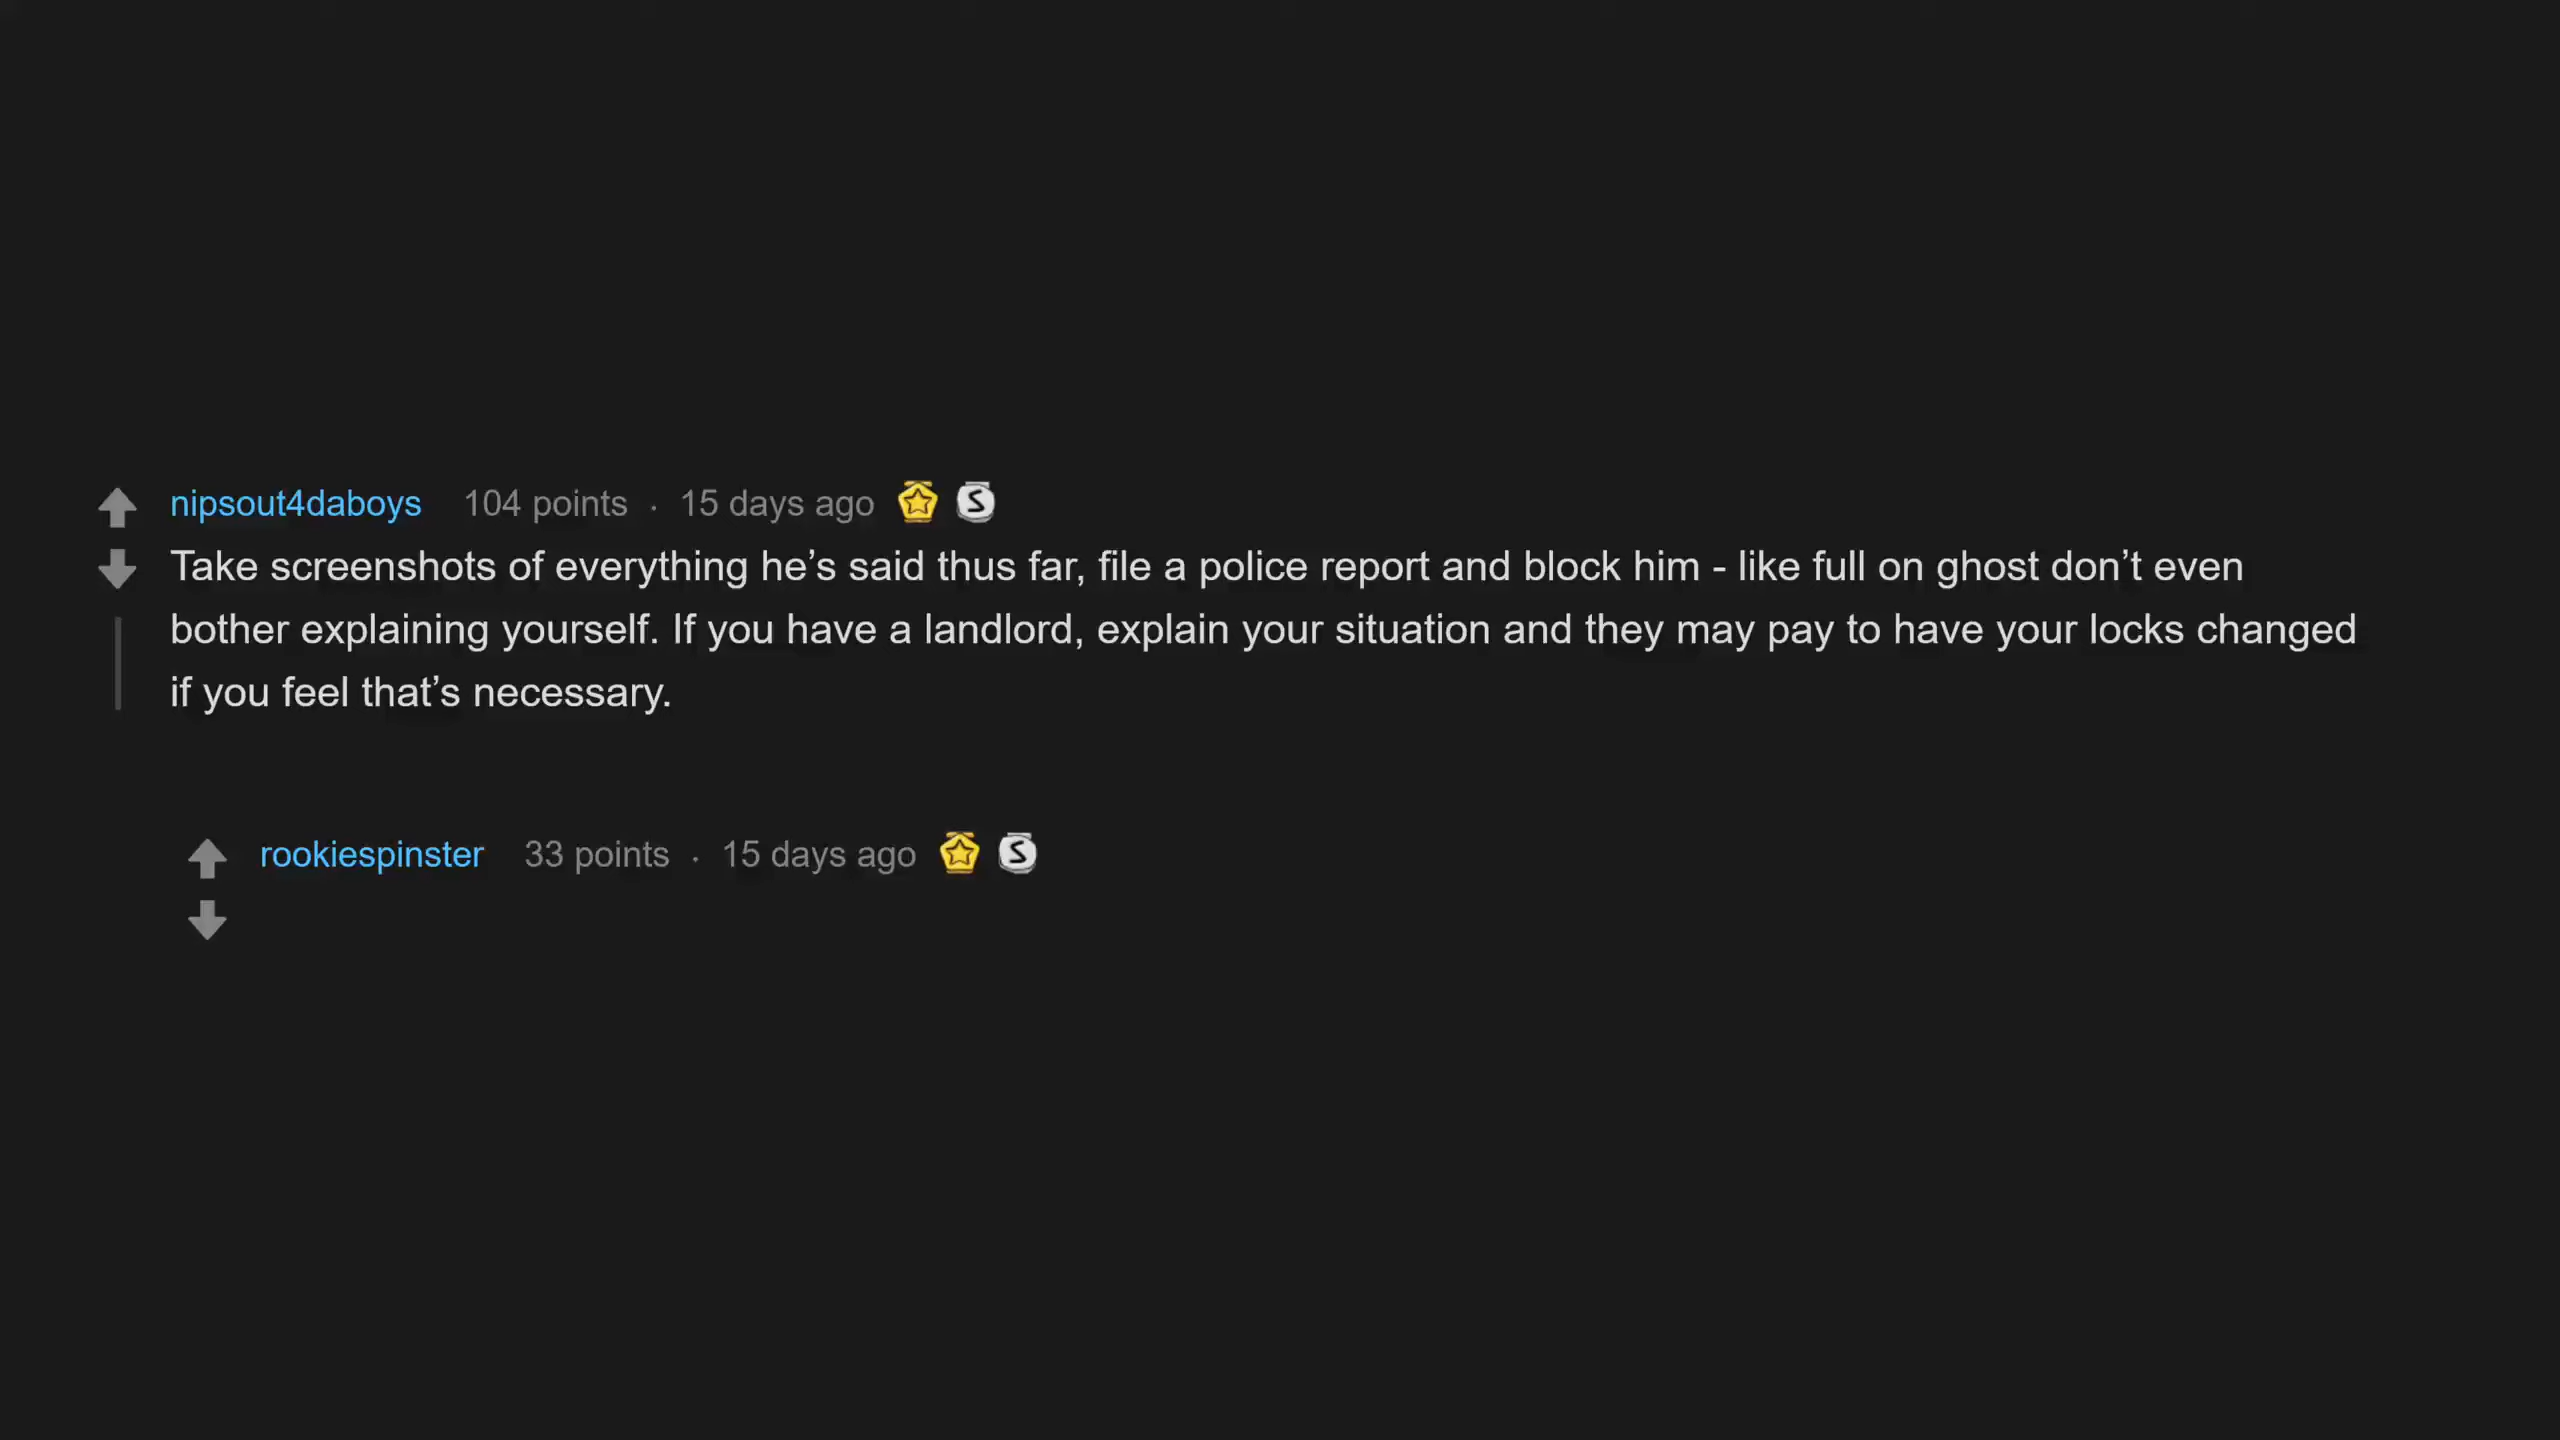 nipsout4daboys 104 points · 15 days ago
Take screenshots of everything he’s said thus far, file a police report and block him - like full on ghost don’t even
bother explaining yourself. If you have a landlord, explain your situation and they may pay to have your locks changed
if you feel that’s necessary.
rookiespinster 33 points · 15 days ago